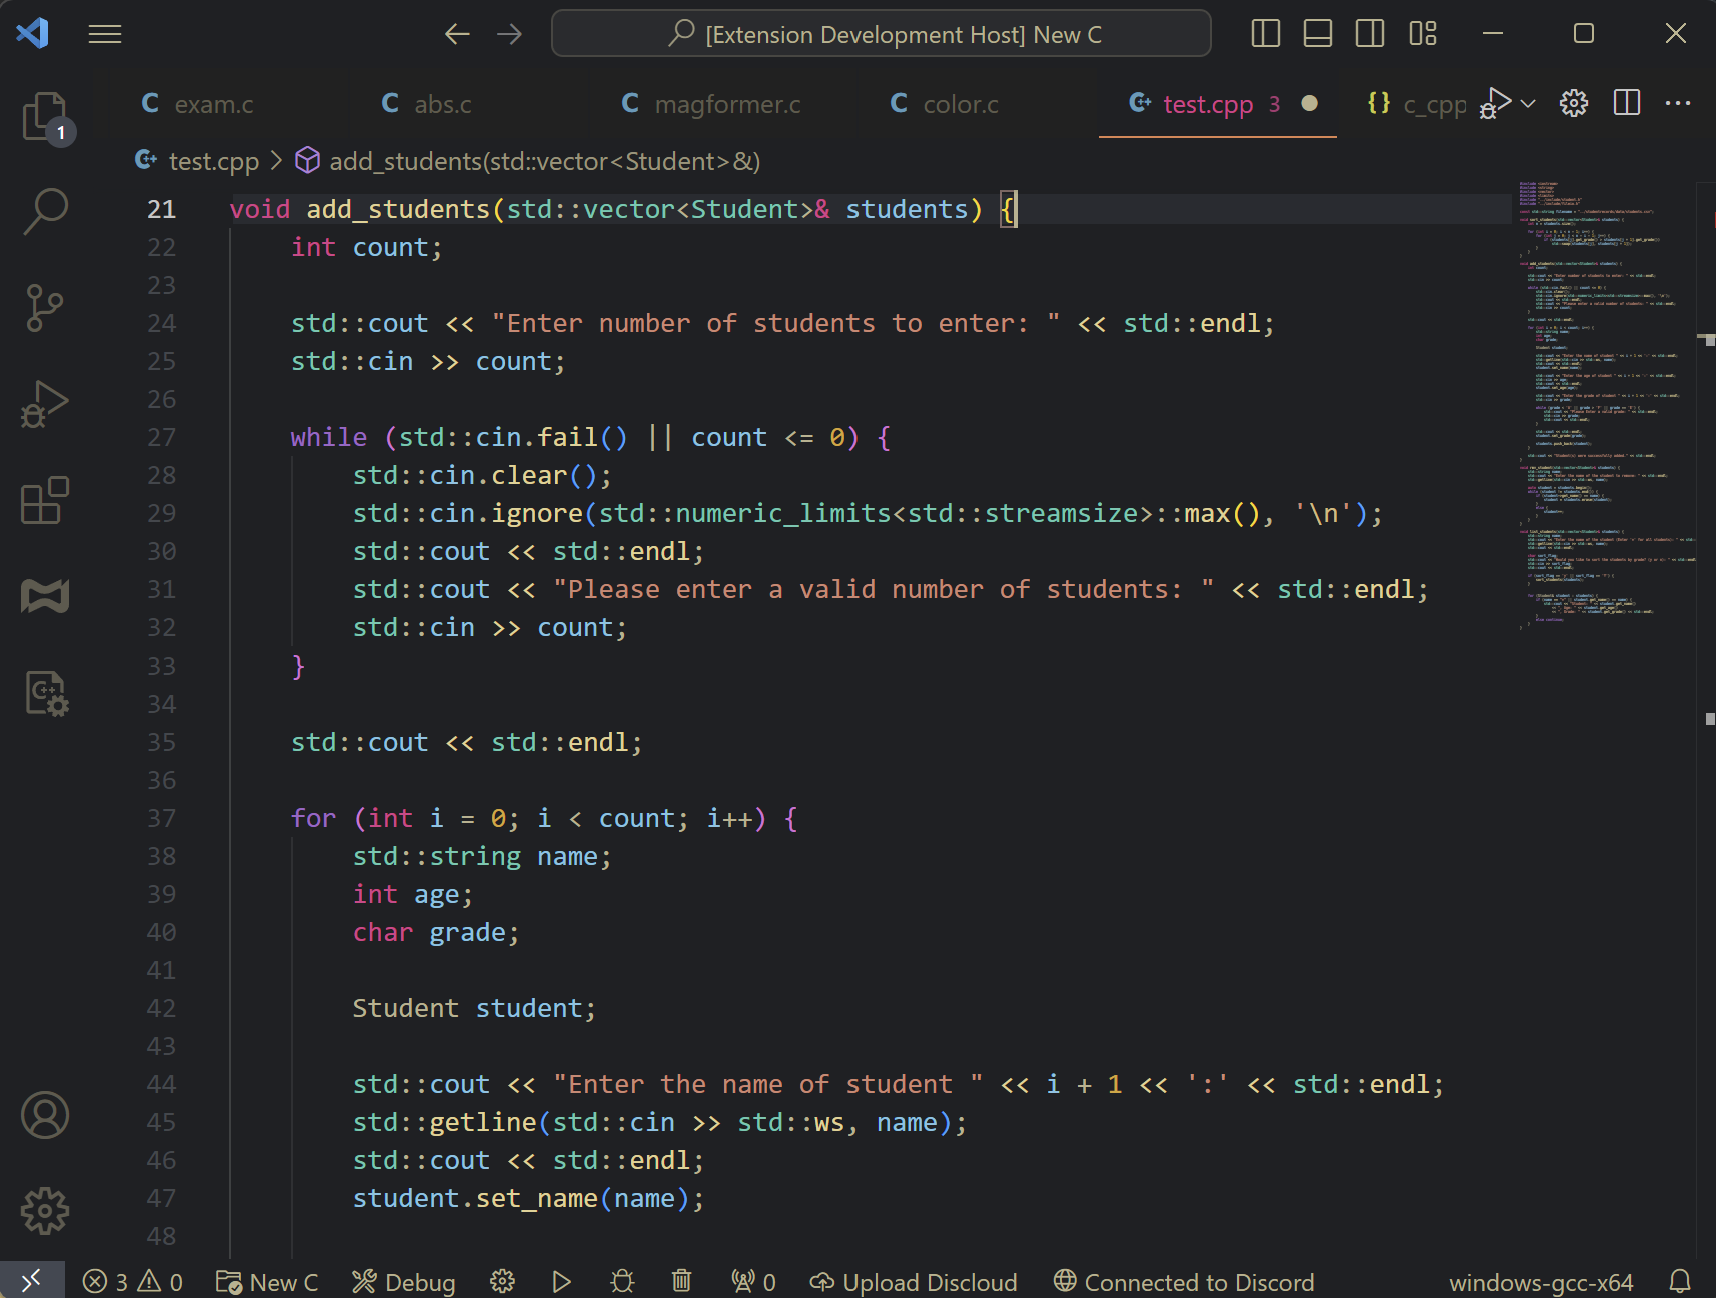 [Extension Development Host] New C
exam.c abs.c magformer.c color.c test.cpp 3 c_cpp
1
test.cpp > add_students(std::vector<Student>&)
21 void add_students(std::vector<Student>& students) {
22 int count;
23
24 std::cout << "Enter number of students to enter: " << std::endl;
25 std::cin >> count;
26
27 while (std::cin.fail() || count <= 0) {
28 std::cin.clear();
29 std::cin.ignore(std::numeric_limits<std::streamsize>::max(), '\n');
30 std::cout << std::endl;
31 std::cout << "Please enter a valid number of students: " << std::endl;
32 std::cin >> count;
33 }
34
35 std::cout << std::endl;
36
37 for (int i = 0; i < count; i++) {
38 std::string name;
39 int age;
40 char grade;
41
42 Student student;
43
44 std::cout << "Enter the name of student " << i + 1 << ':' << std::endl;
45 std::getline(std::cin >> std::ws, name);
46 std::cout << std::endl;
47 student.set_name(name);
48
3 0 New C Debug 0 Upload Discloud Connected to Discord windows-gcc-x64